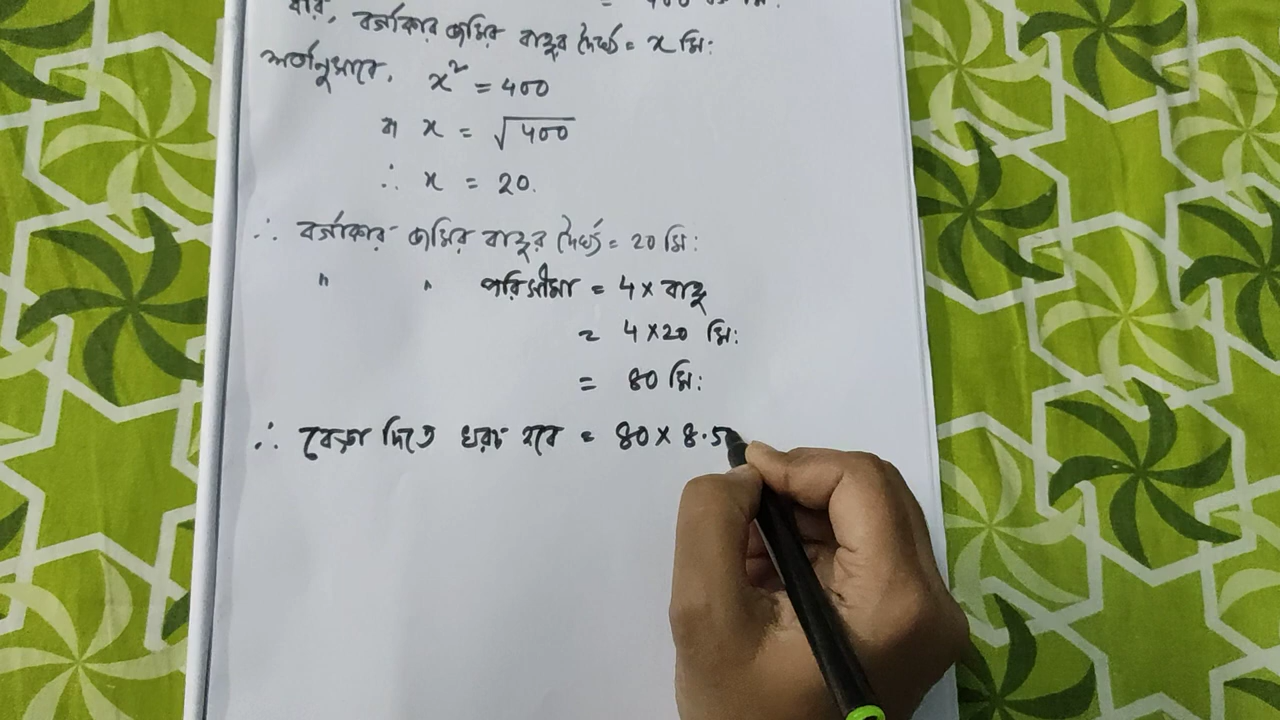 ধরি, বর্গাকার জমির বাহুর দৈর্ঘ্য = x মি:
শর্তানুসারে, x² = 400
বা x = √400
∴ x = 20.
∴ বর্গাকার জমির বাহুর দৈর্ঘ্য = 20 মি:
" " পরিসীমা = 4 × বাহু
= 4 × 20 মি:
= 80 মি:
∴ বেড়া দিতে খরচ হবে = 80 × 8.5